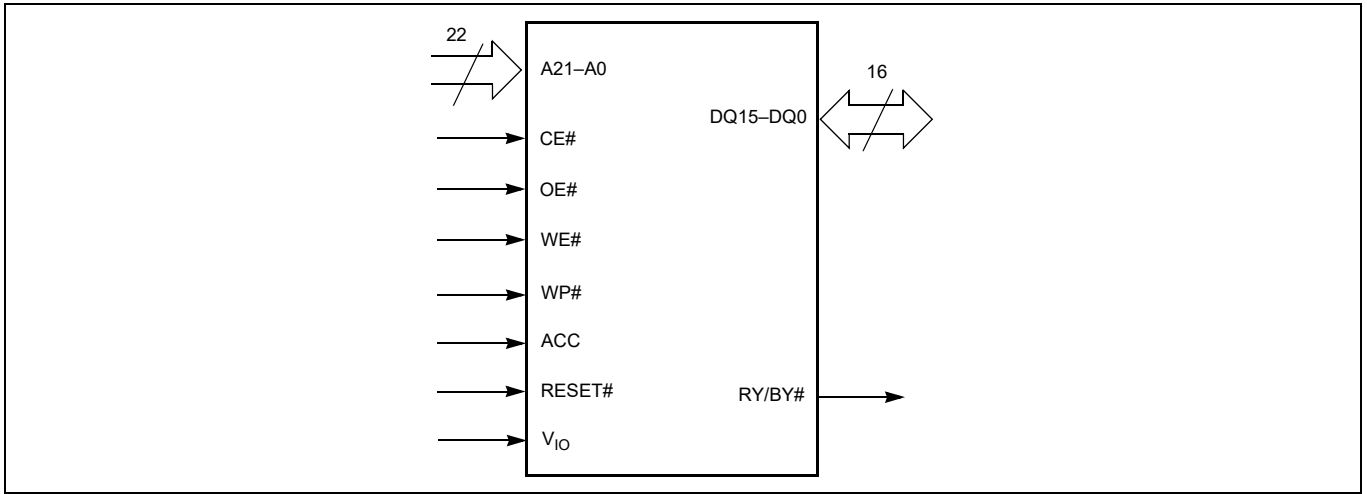 22
A21–A0
16
DQ15–DQ0
CE#
OE#
WE#
WP#
ACC
RESET#
RY/BY#
VIO